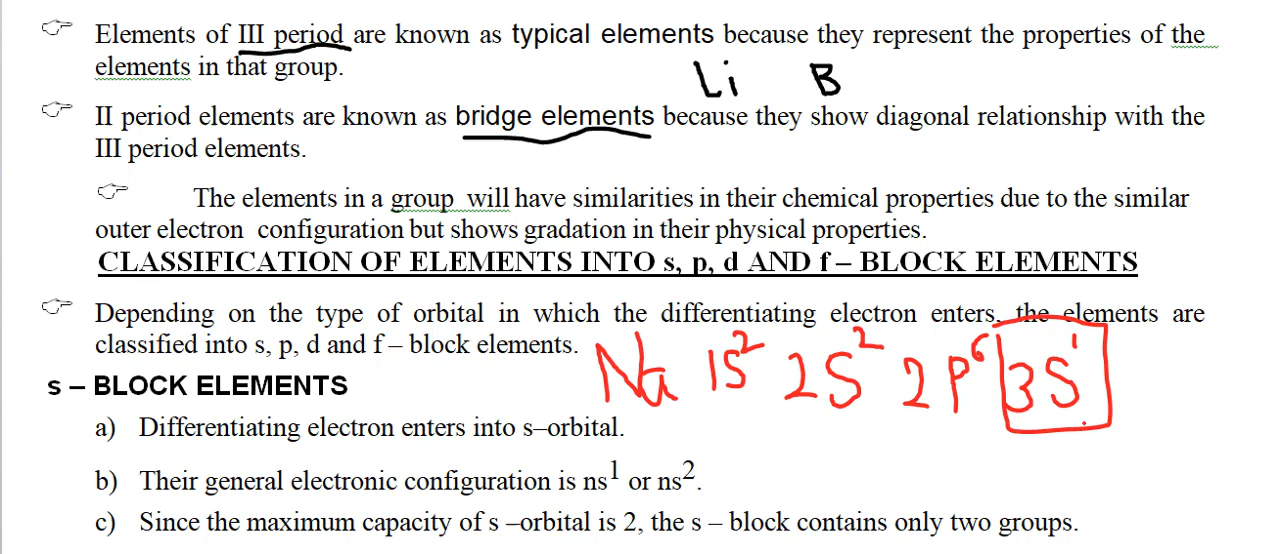 ☞ Elements of III period are known as typical elements because they represent the properties of the
elements in that group.
Li B
☞ II period elements are known as bridge elements because they show diagonal relationship with the
III period elements.
☞ The elements in a group will have similarities in their chemical properties due to the similar
outer electron configuration but shows gradation in their physical properties.
CLASSIFICATION OF ELEMENTS INTO s, p, d AND f – BLOCK ELEMENTS
☞ Depending on the type of orbital in which the differentiating electron enters, the elements are
classified into s, p, d and f – block elements.
Na 1S² 2S² 2P⁶ 3S¹
s – BLOCK ELEMENTS
a) Differentiating electron enters into s–orbital.
b) Their general electronic configuration is ns¹ or ns².
c) Since the maximum capacity of s –orbital is 2, the s – block contains only two groups.